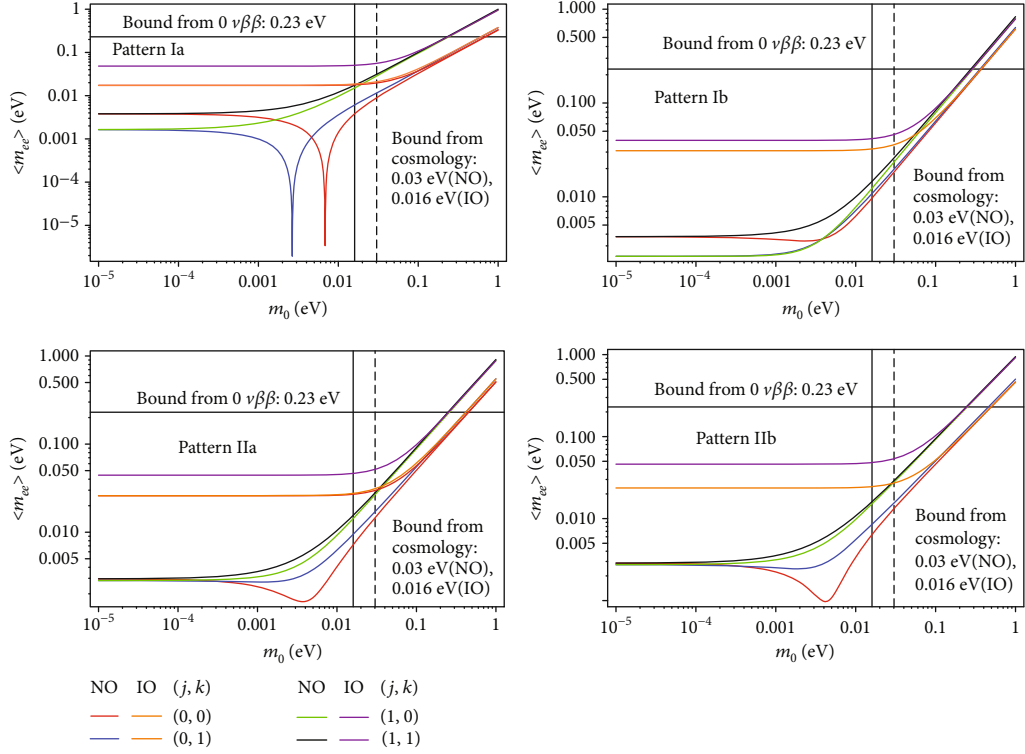 1
0.1
0.01
0.001
10⁻⁴
10⁻⁵
<m_ee> (eV)
Bound from 0 νββ: 0.23 eV
Pattern Ia
Bound from
cosmology:
0.03 eV(NO),
0.016 eV(IO)
10⁻⁵ 10⁻⁴ 0.001 0.01 0.1 1
m₀ (eV)
1.000
0.500
0.100
0.050
0.010
0.005
<m_ee> (eV)
Bound from 0 νββ: 0.23 eV
Pattern Ib
Bound from
cosmology:
0.03 eV(NO),
0.016 eV(IO)
10⁻⁵ 10⁻⁴ 0.001 0.01 0.1 1
m₀ (eV)
1.000
0.500
0.100
0.050
0.010
0.005
<m_ee> (eV)
Bound from 0 νββ: 0.23 eV
Pattern IIa
Bound from
cosmology:
0.03 eV(NO),
0.016 eV(IO)
10⁻⁵ 10⁻⁴ 0.001 0.01 0.1 1
m₀ (eV)
1.000
0.500
0.100
0.050
0.010
0.005
<m_ee> (eV)
Bound from 0 νββ: 0.23 eV
Pattern IIb
Bound from
cosmology:
0.03 eV(NO),
0.016 eV(IO)
10⁻⁵ 10⁻⁴ 0.001 0.01 0.1 1
m₀ (eV)
NO IO (j, k)
(0, 0)
(0, 1)
NO IO (j, k)
(1, 0)
(1, 1)